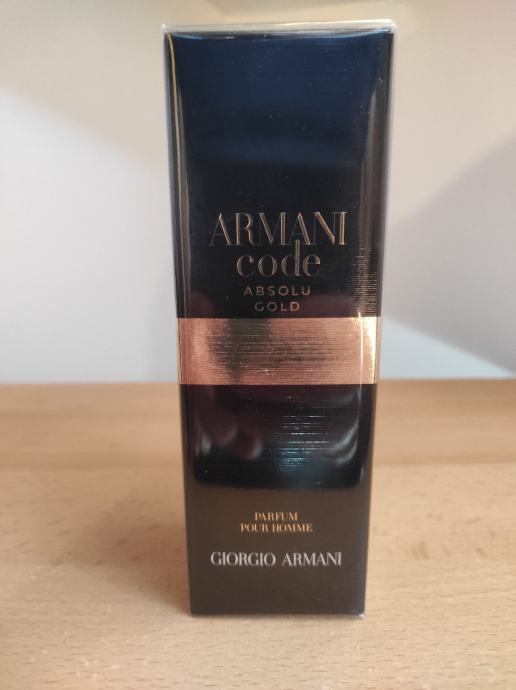 ARMANI
code
ABSOLU
GOLD
PARFUM
POUR HOMME
GIORGIO ARMANI